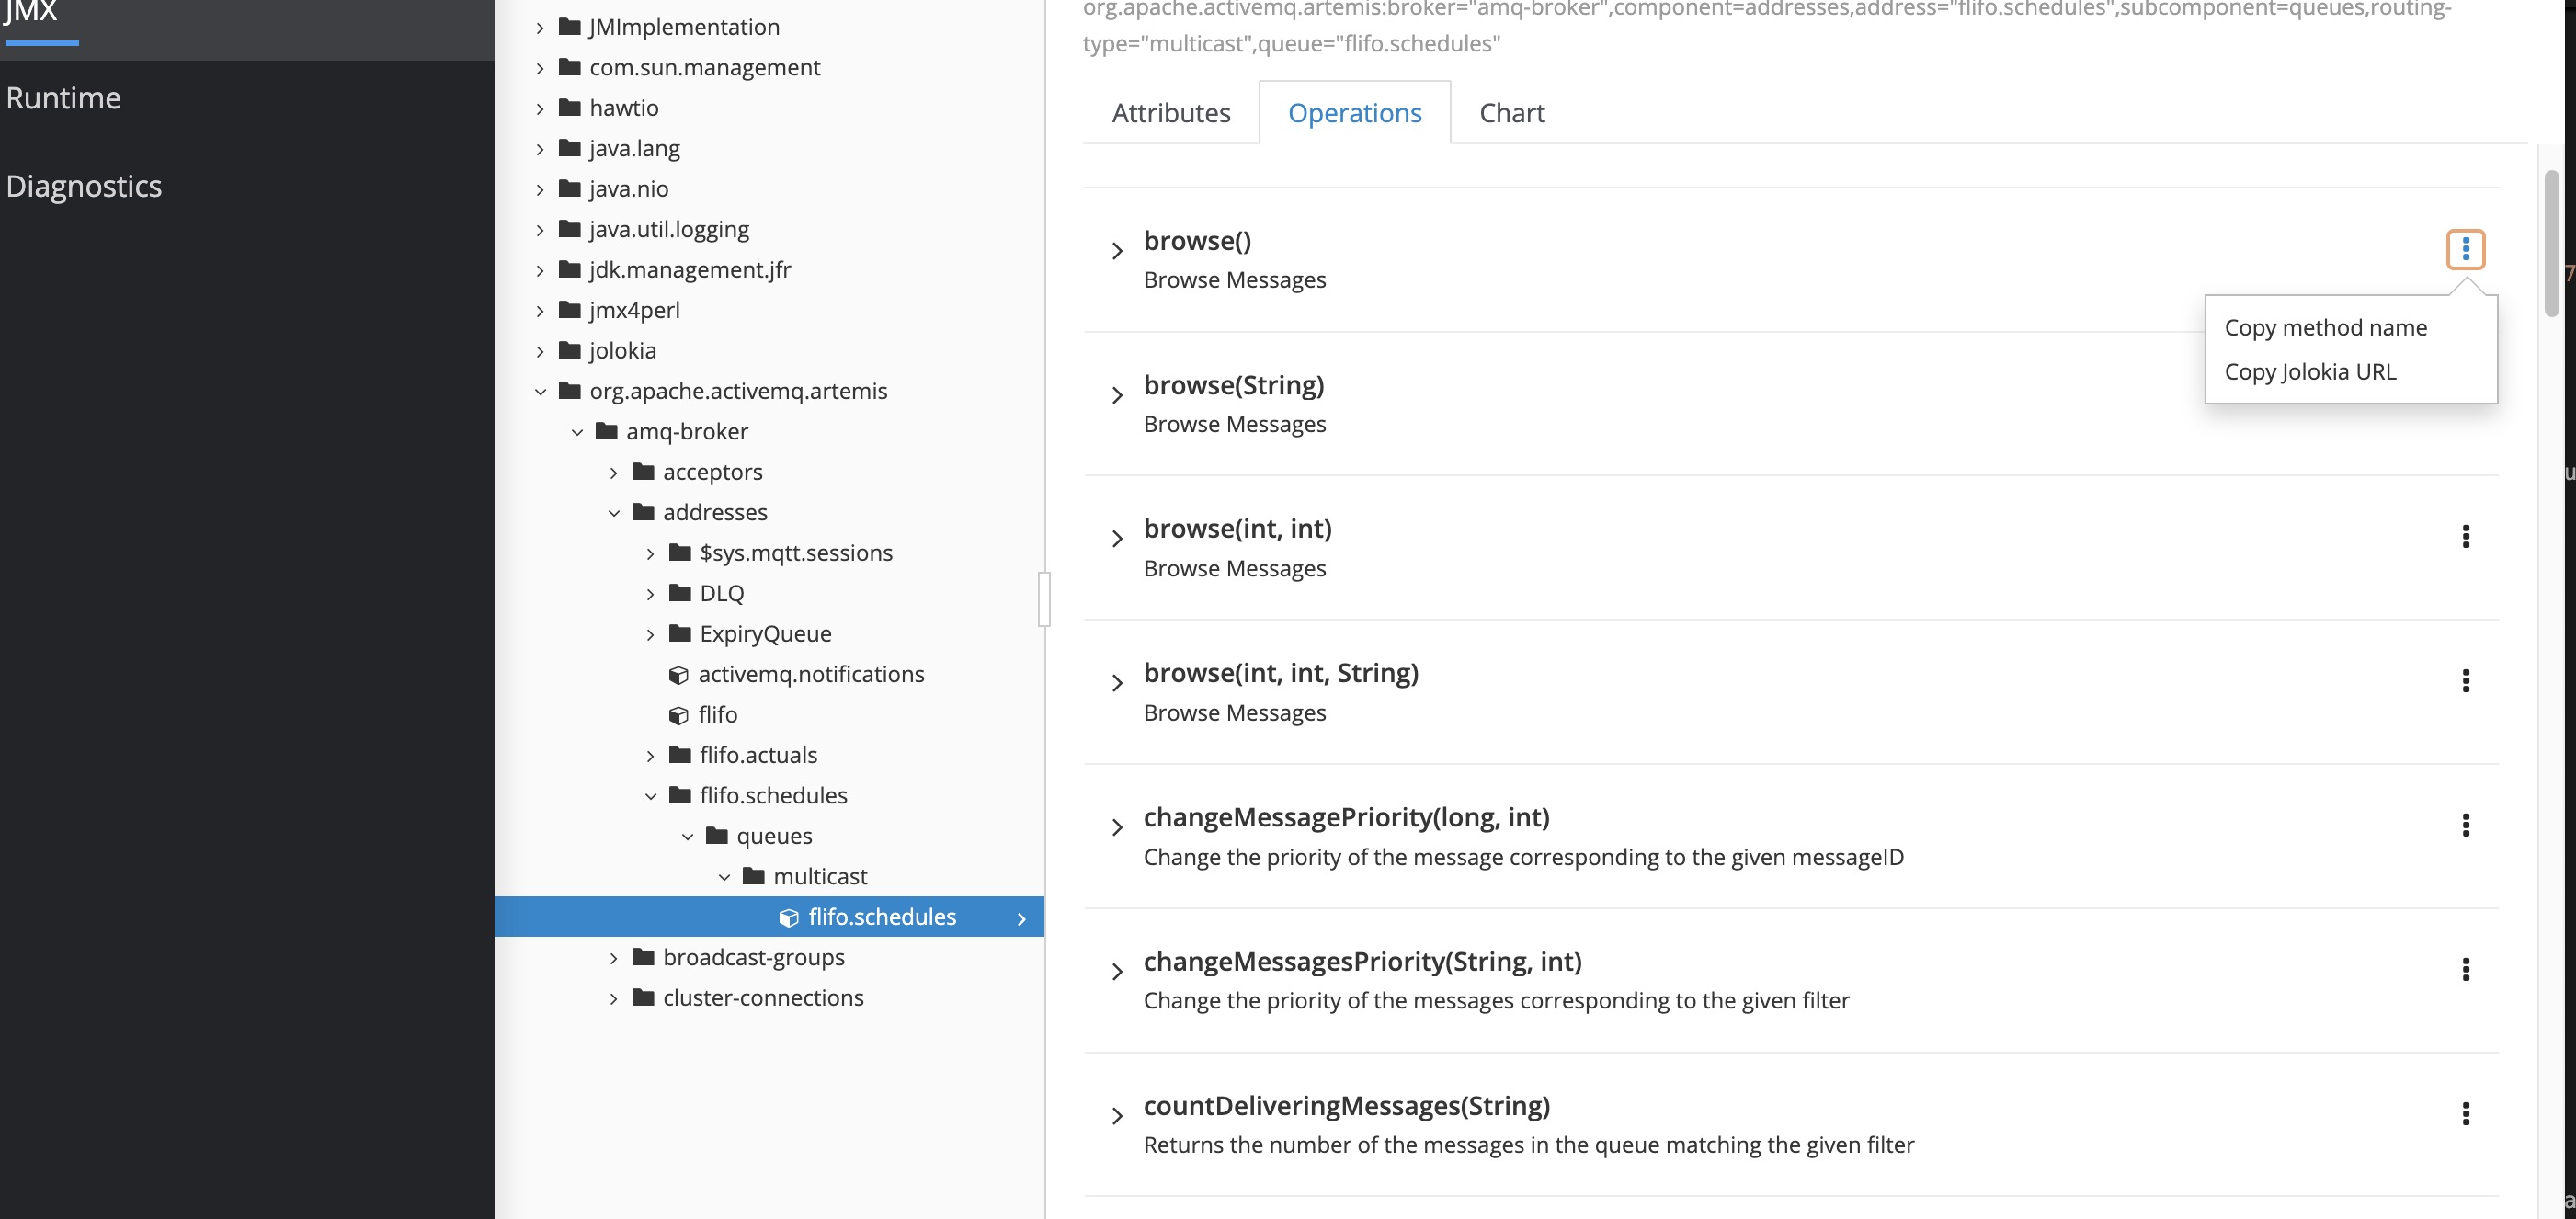 JMX
Runtime
Diagnostics
JMImplementation
com.sun.management
hawtio
java.lang
java.nio
java.util.logging
jdk.management.jfr
jmx4perl
jolokia
org.apache.activemq.artemis
amq-broker
acceptors
addresses
$sys.mqtt.sessions
DLQ
ExpiryQueue
activemq.notifications
flifo
flifo.actuals
flifo.schedules
queues
multicast
flifo.schedules
broadcast-groups
cluster-connections
org.apache.activemq.artemis:broker="amq-broker",component=addresses,address="flifo.schedules",subcomponent=queues,routing-
type="multicast",queue="flifo.schedules"
Attributes Operations Chart
browse()
Browse Messages
Copy method name
Copy Jolokia URL
browse(String)
Browse Messages
browse(int, int)
Browse Messages
browse(int, int, String)
Browse Messages
changeMessagePriority(long, int)
Change the priority of the message corresponding to the given messageID
changeMessagesPriority(String, int)
Change the priority of the messages corresponding to the given filter
countDeliveringMessages(String)
Returns the number of the messages in the queue matching the given filter